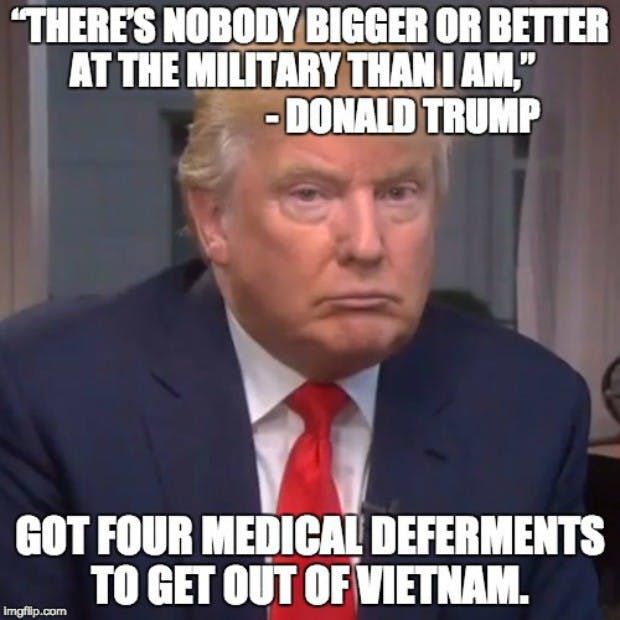 “THERE'S NOBODY BIGGER OR BETTER
AT THE MILITARY THAN I AM,”
- DONALD TRUMP
GOT FOUR MEDICAL DEFERMENTS
TO GET OUT OF VIETNAM.
imgflip.com